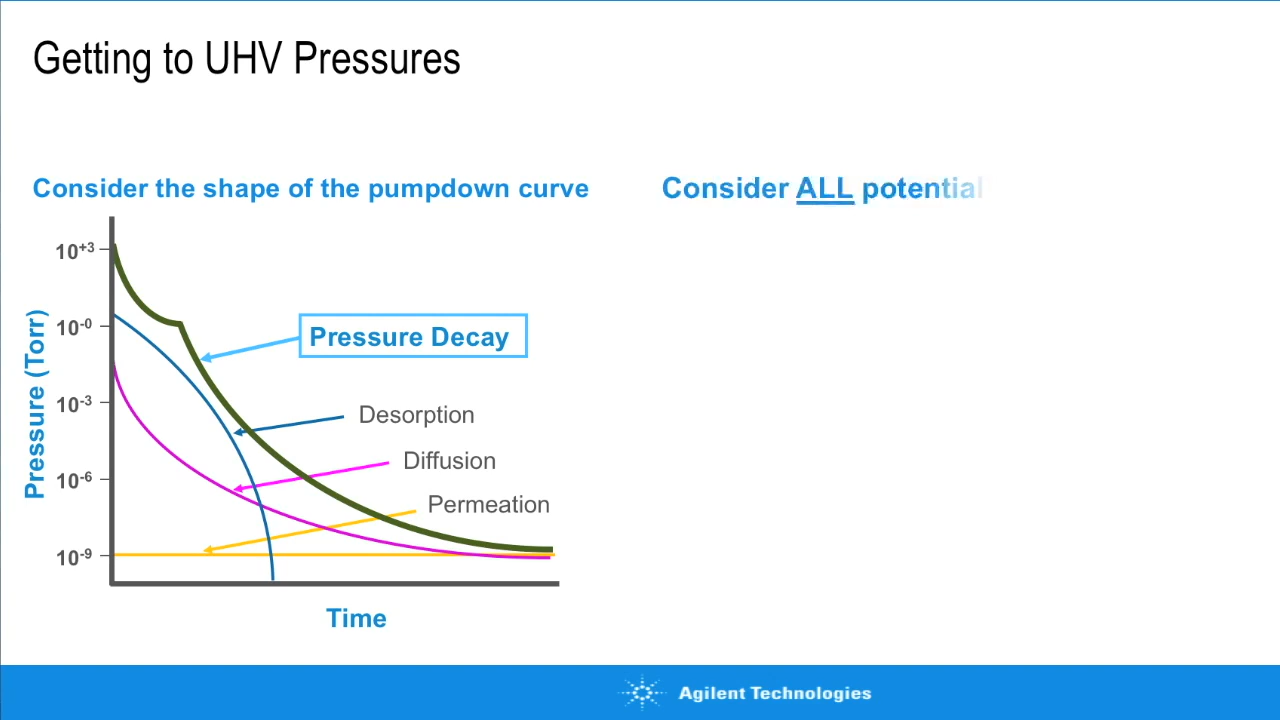 Getting to UHV Pressures
Consider the shape of the pumpdown curve
Consider ALL potential
10+3
10-0
10-3
10-6
10-9
Pressure (Torr)
Pressure Decay
Desorption
Diffusion
Permeation
Time
Agilent Technologies